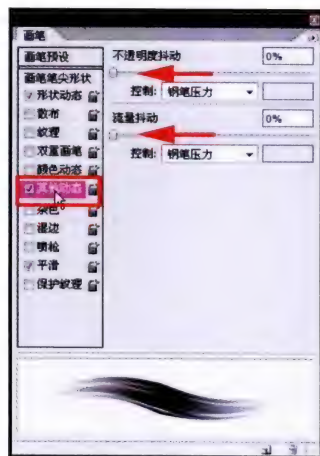 画笔
画笔预设
画笔笔尖形状
形状动态
散布
纹理
双重画笔
颜色动态
其他动态
杂色
湿边
喷枪
平滑
保护纹理
不透明度抖动 0%
控制: 钢笔压力
流量抖动 0%
控制: 钢笔压力